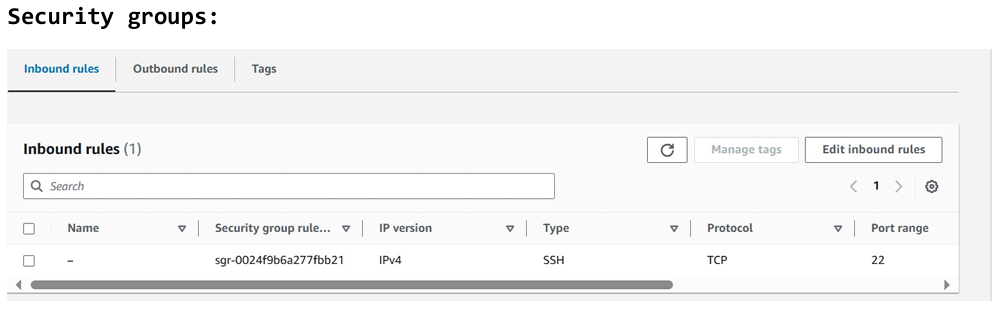 Security groups:
Inbound rules Outbound rules Tags
Inbound rules (1) Manage tags Edit inbound rules
Search 1
Name Security group rule... IP version Type Protocol Port range
– sgr-0024f9b6a277fbb21 IPv4 SSH TCP 22